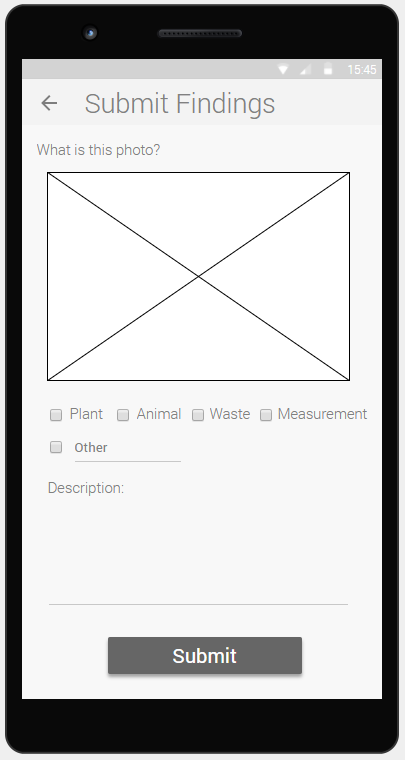 15:45
Submit Findings
What is this photo?
Plant Animal Waste Measurement
Other
Description:
Submit